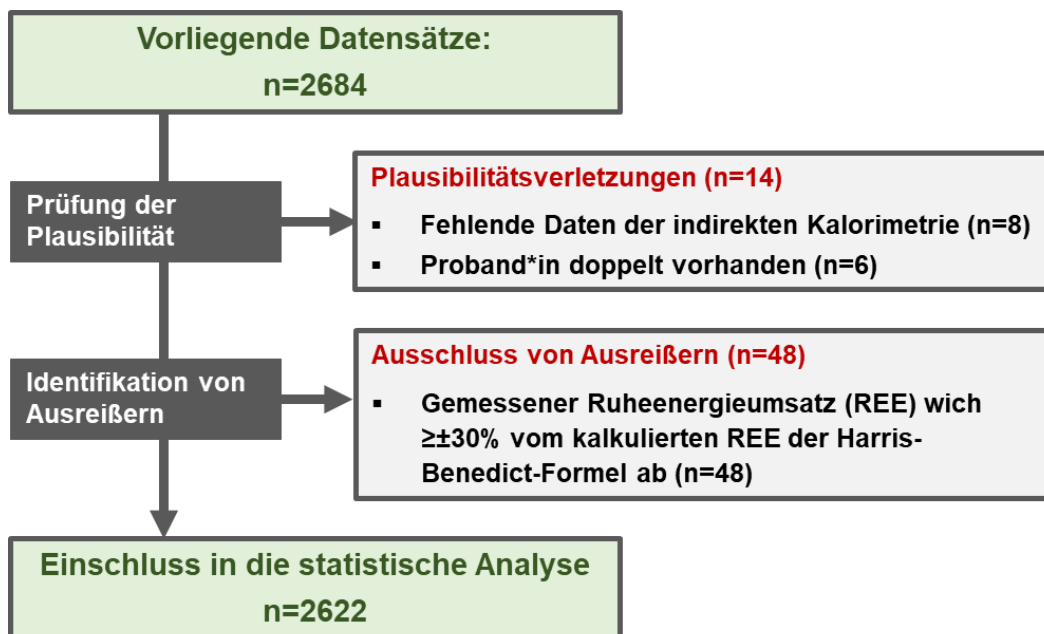 Vorliegende Datensätze:
n=2684
Prüfung der
Plausibilität
Plausibilitätsverletzungen (n=14)
▪ Fehlende Daten der indirekten Kalorimetrie (n=8)
▪ Proband*in doppelt vorhanden (n=6)
Identifikation von
Ausreißern
Ausschluss von Ausreißern (n=48)
▪ Gemessener Ruheenergieumsatz (REE) wich
≥±30% vom kalkulierten REE der Harris-
Benedict-Formel ab (n=48)
Einschluss in die statistische Analyse
n=2622